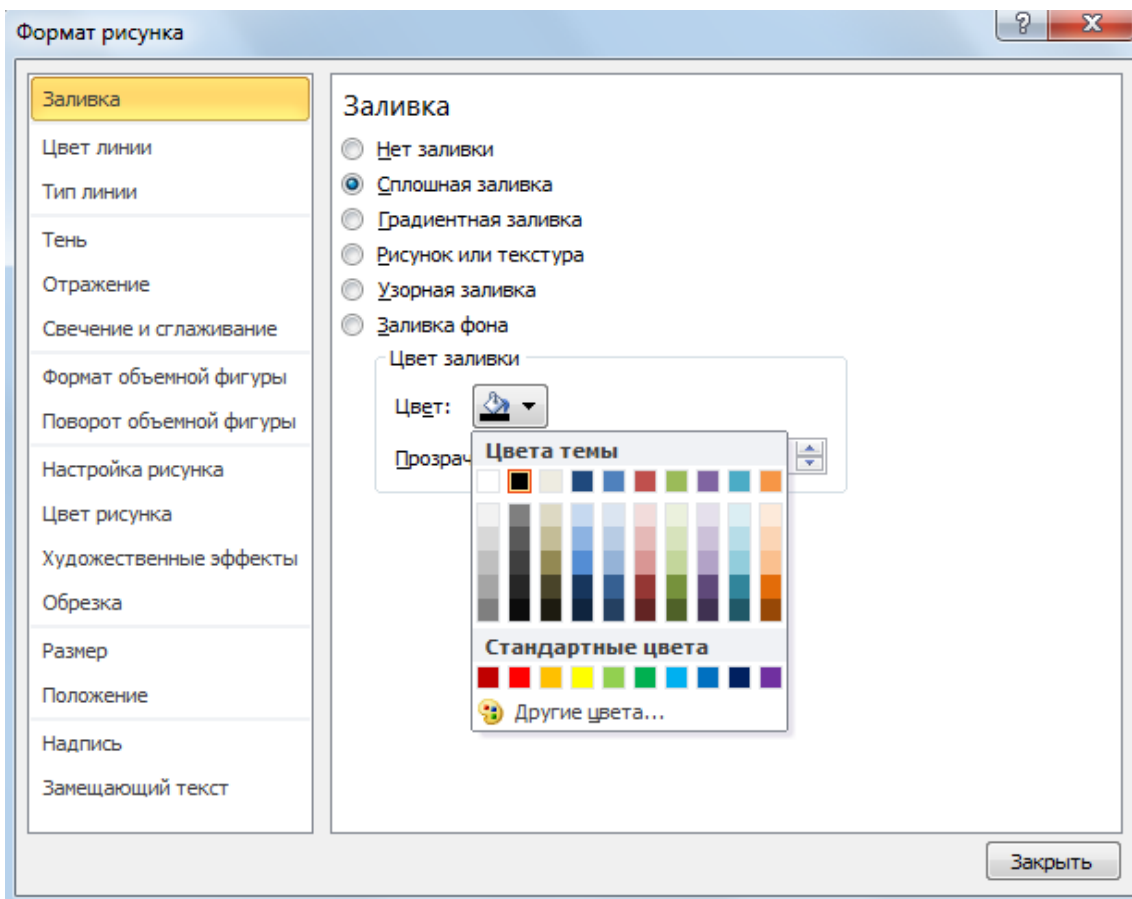 Формат рисунка
Заливка
Цвет линии
Тип линии
Тень
Отражение
Свечение и сглаживание
Формат объемной фигуры
Поворот объемной фигуры
Настройка рисунка
Цвет рисунка
Художественные эффекты
Обрезка
Размер
Положение
Надпись
Замещающий текст
Заливка
Нет заливки
Сплошная заливка
Градиентная заливка
Рисунок или текстура
Узорная заливка
Заливка фона
Цвет заливки
Цвет:
Прозрач
Цвета темы
Стандартные цвета
Другие цвета...
Закрыть